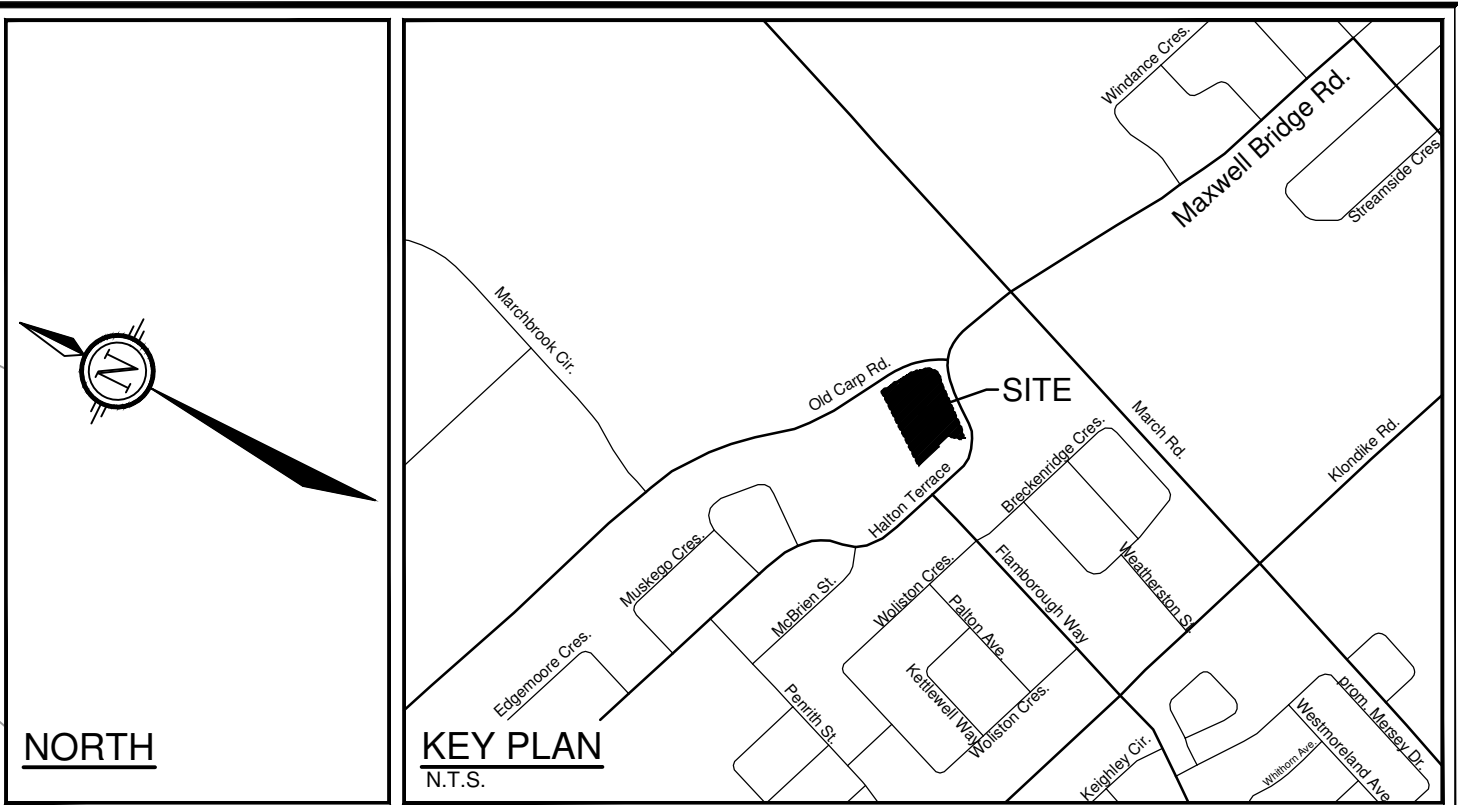 N
NORTH
KEY PLAN
N.T.S.
Windance Cres.
Maxwell Bridge Rd.
Streamside Cres.
Marchbrook Cir.
Old Carp Rd.
SITE
March Rd.
Klondike Rd.
Breckenridge Cres.
Halton Terrace
Muskego Cres.
McBrien St.
Woliston Cres.
Flamborough Way
Weatherston St.
Palton Ave.
Edgemoore Cres.
Penrith St.
Kettlewell Way
Woliston Cres.
Keighley Cir.
Whithorn Ave.
Westmoreland Ave.
prom. Mersey Dr.